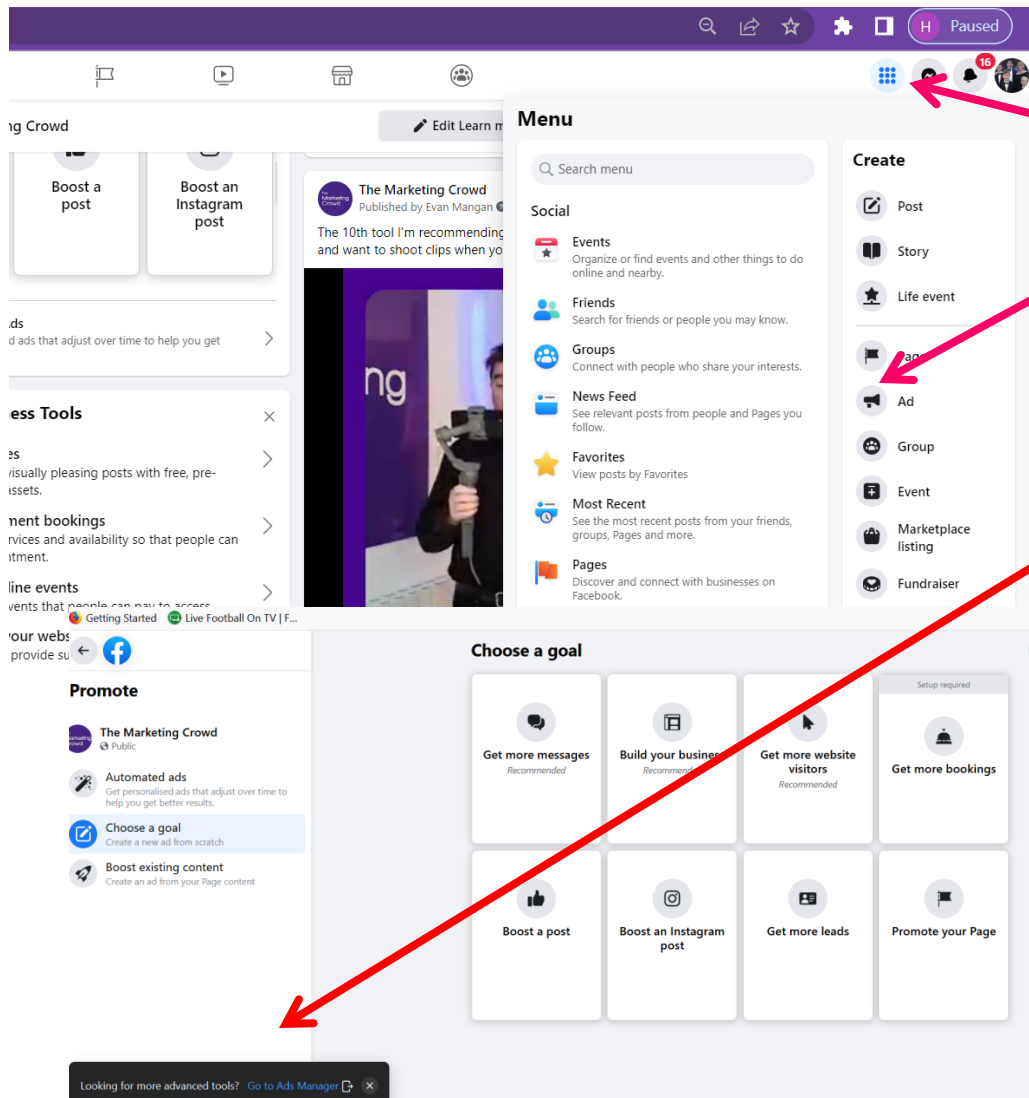 H Paused
16
ng Crowd
Edit Learn m
Menu
Boost a
post
Boost an
Instagram
post
The Marketing Crowd
Published by Evan Mangan
The 10th tool I'm recommending
and want to shoot clips when yo
ng
ds
d ads that adjust over time to help you get
ess Tools
es
visually pleasing posts with free, pre-
assets.
ment bookings
rvices and availability so that people can
ntment.
line events
vents that people can pay to access
your webs
provide su
Search menu
Social
Events
Organize or find events and other things to do
online and nearby.
Friends
Search for friends or people you may know.
Groups
Connect with people who share your interests.
News Feed
See relevant posts from people and Pages you
follow.
Favorites
View posts by Favorites
Most Recent
See the most recent posts from your friends,
groups, Pages and more.
Pages
Discover and connect with businesses on
Facebook.
Create
Post
Story
Life event
Page
Ad
Group
Event
Marketplace
listing
Fundraiser
Getting Started Live Football On TV | F...
Promote
The Marketing Crowd
Public
Automated ads
Get personalised ads that adjust over time to
help you get better results.
Choose a goal
Create a new ad from scratch
Boost existing content
Create an ad from your Page content
Choose a goal
Get more messages
Recommended
Build your business
Recommended
Get more website
visitors
Recommended
Setup required
Get more bookings
Boost a post
Boost an Instagram
post
Get more leads
Promote your Page
Looking for more advanced tools? Go to Ads Manager